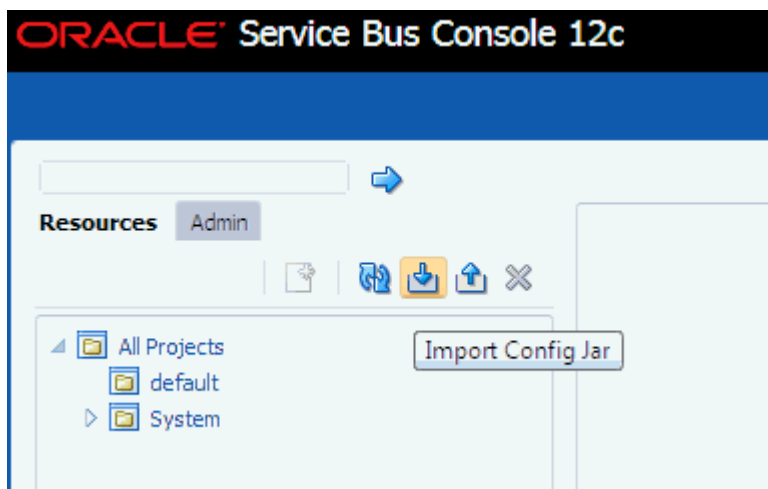 ORACLE Service Bus Console 12c
Resources Admin
All Projects
Import Config Jar
default
System